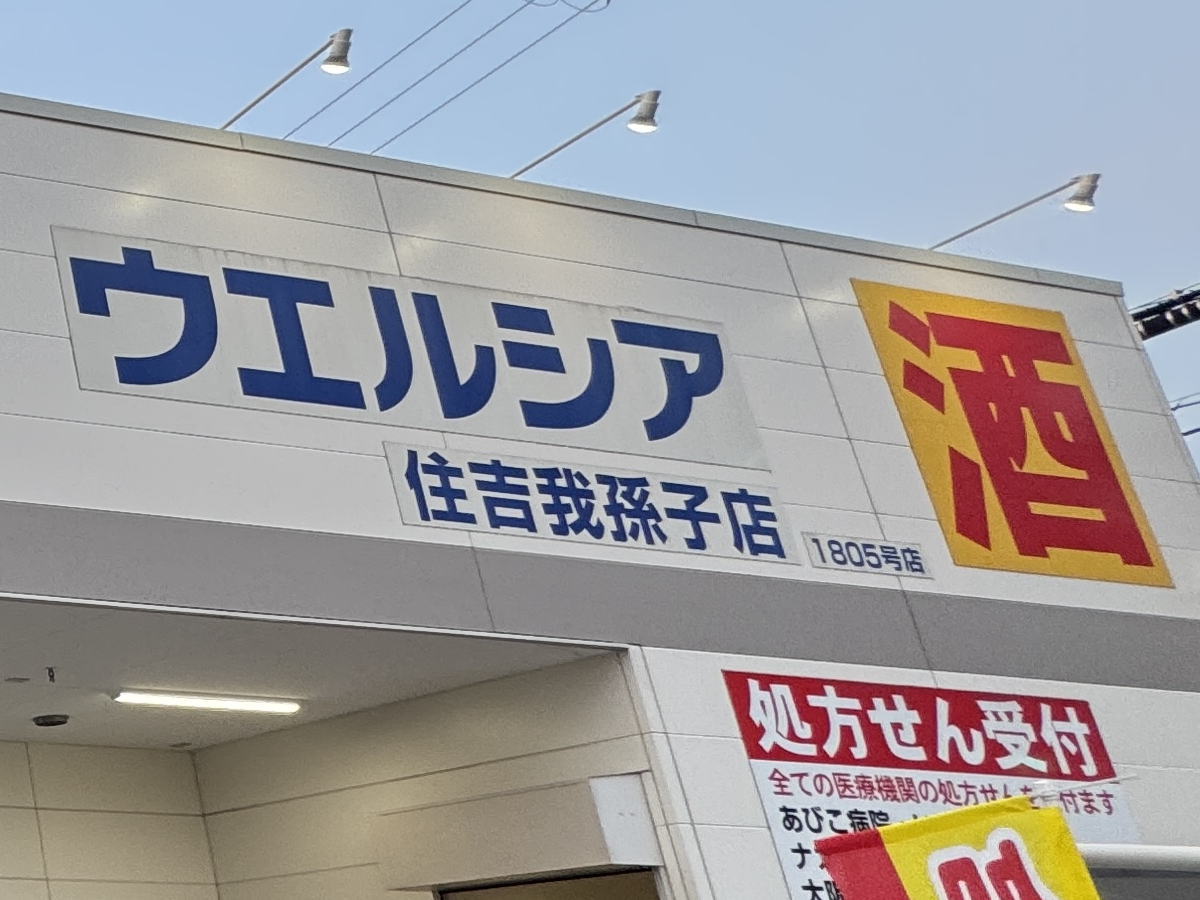 ウエルシア
住吉我孫子店
1805号店
酒
処方せん受付
全ての医療機関の処方せんを 付ます
あびこ病院